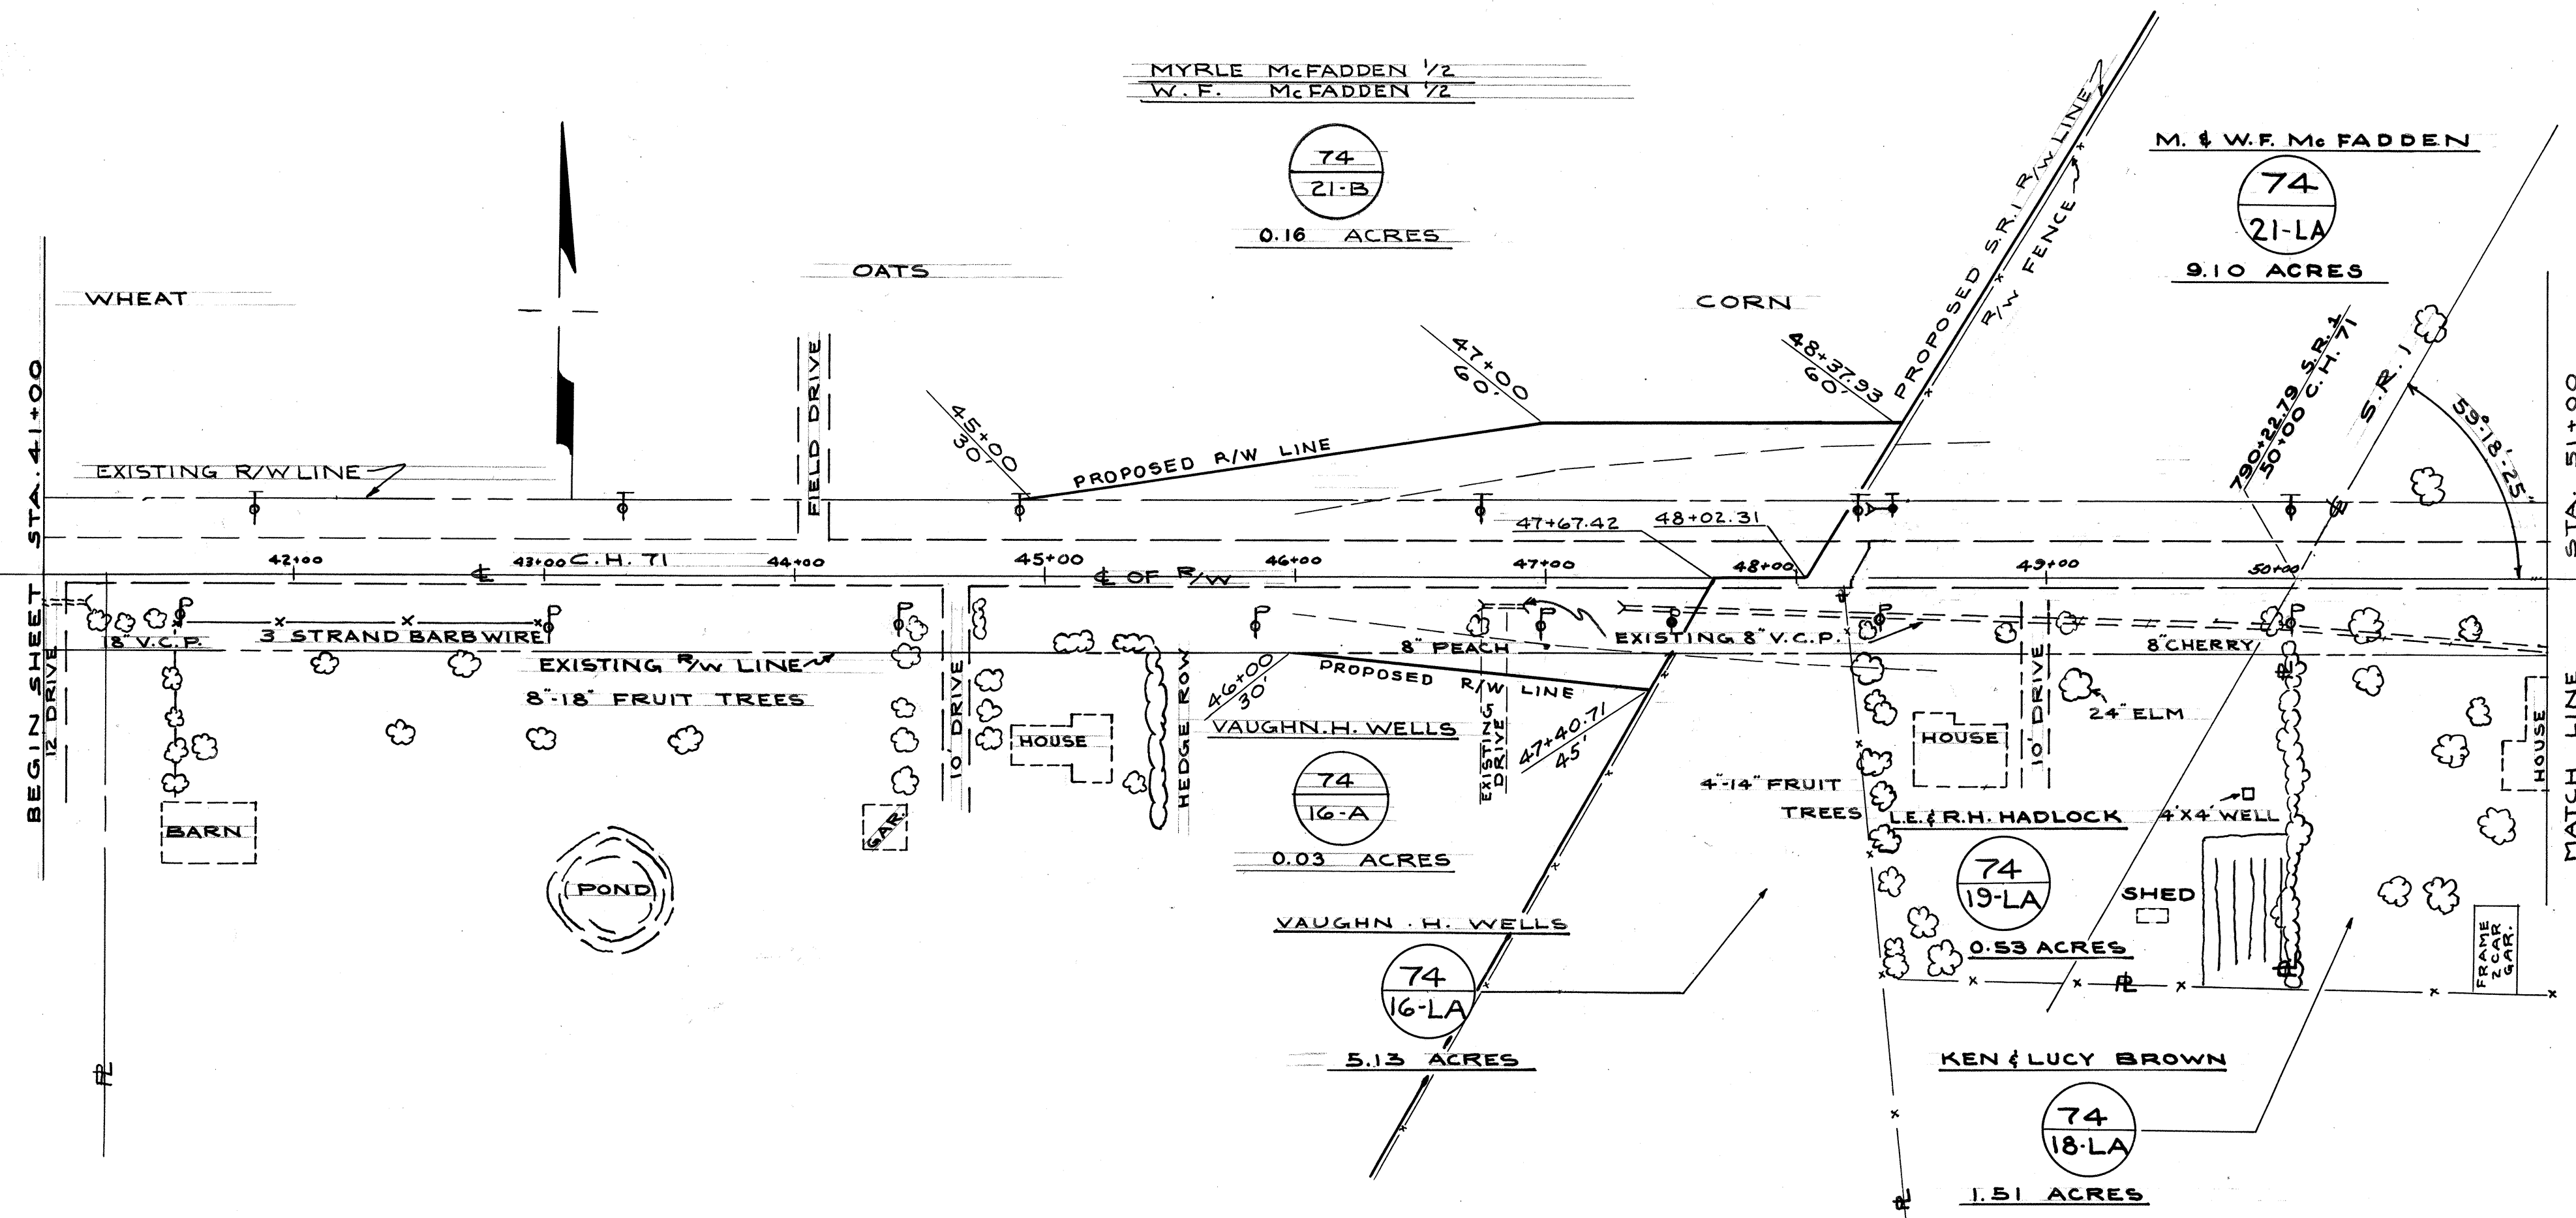 MYRLE McFADDEN 1/2
W.F. McFADDEN 1/2
74
21-B
0.16 ACRES
M. & W.F. McFADDEN
74
21-LA
9.10 ACRES
WHEAT
OATS
CORN
PROPOSED S.R.1 R/W LINE
R/W FENCE
790+22.79 S.R.1
50+00 C.H. 71
S.R. 1
59°-18'-25"
BEGIN SHEET STA. 41+00
EXISTING R/W LINE
FIELD DRIVE
45+00
30'
PROPOSED R/W LINE
47+00
60'
48+37.93
60'
47+67.42
48+02.31
42+00
℄
43+00
C.H. 71
44+00
45+00
℄ OF R/W
46+00
47+00
48+00
49+00
50+00
℄
MATCH LINE STA. 51+00
18" V.C.P.
3 STRAND BARB WIRE
12' DRIVE
EXISTING R/W LINE
8"-18" FRUIT TREES
10' DRIVE
HOUSE
HEDGE ROW
46+00
30'
8" PEACH
PROPOSED R/W LINE
EXISTING 8" V.C.P.
EXISTING
DRIVE
47+40.71
45'
VAUGHN.H. WELLS
74
16-A
0.03 ACRES
BARN
POND
GAR.
4"-14" FRUIT
TREES
HOUSE
10' DRIVE
24" ELM
8" CHERRY
℄
L.E. & R.H. HADLOCK
74
19-LA
0.53 ACRES
4'X4' WELL
SHED
HOUSE
FRAME
2 CAR
GAR.
VAUGHN .H. WELLS
74
16-LA
5.13 ACRES
KEN & LUCY BROWN
74
18-LA
1.51 ACRES
PL
PL
PL
PL